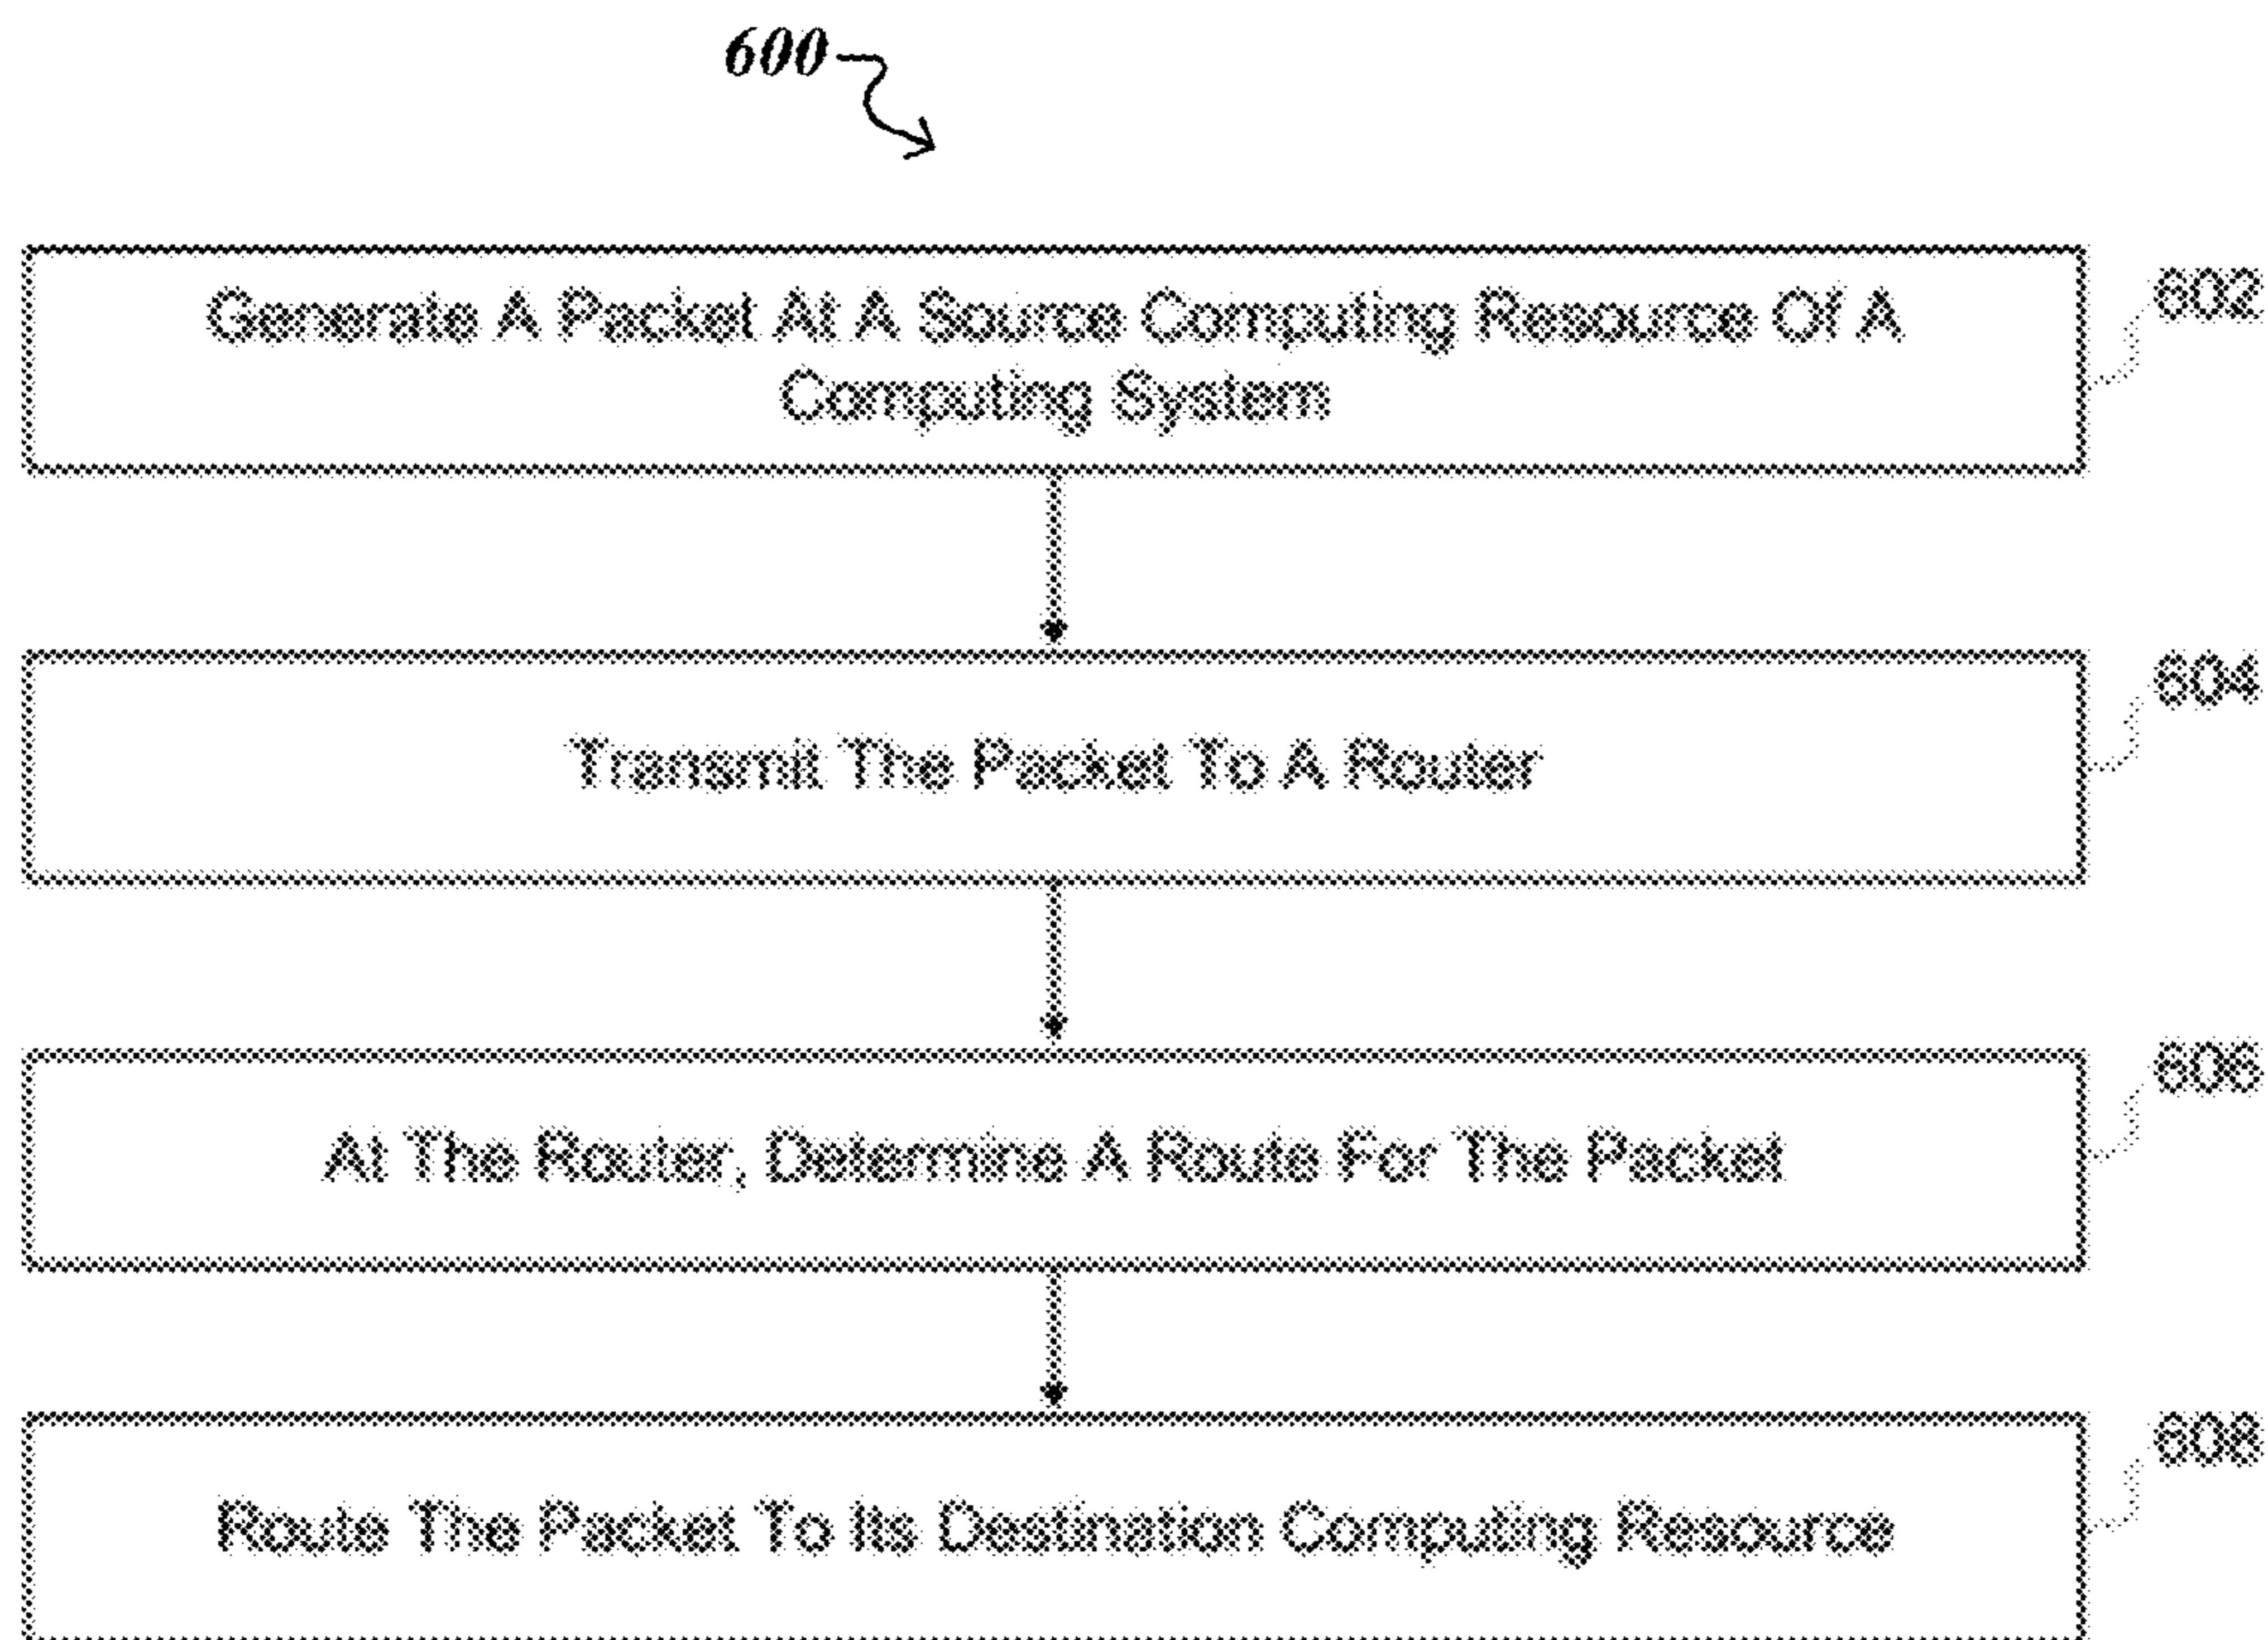 600
Generate A Packet At A Source Computing Resource Of A
Computing System
602
Transmit The Packet To A Router
604
At The Router, Determine A Route For The Packet
606
Route The Packet To Its Destination Computing Resource
608